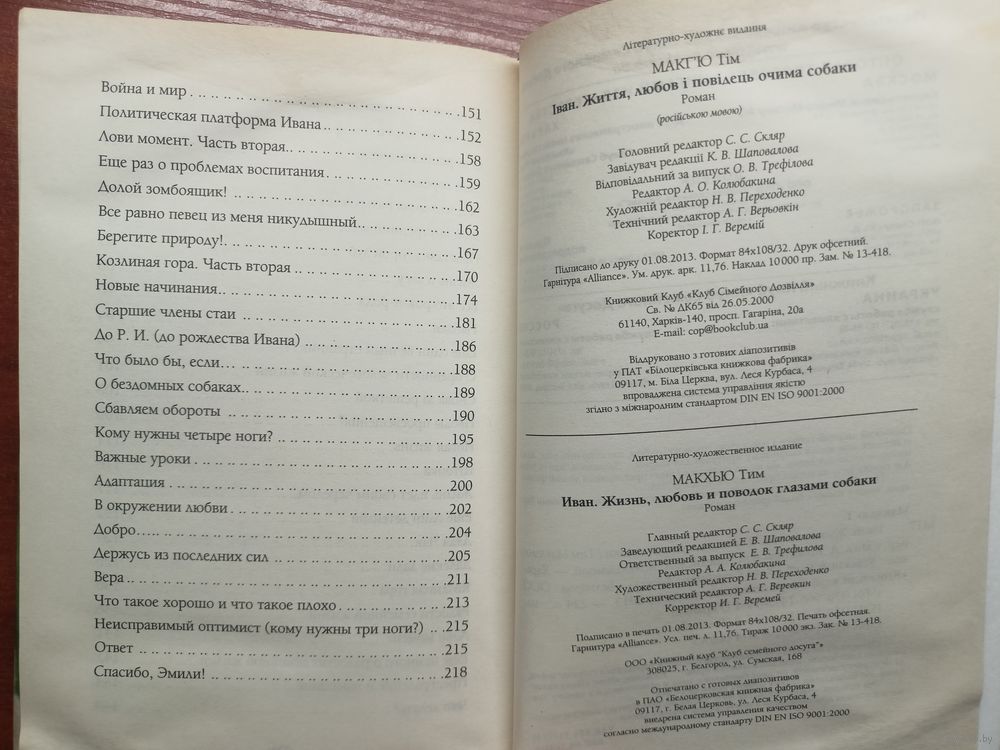 Война и мир . . . . . . . . . . . . . . . . . . . . . . . . . . . . . . .151
Политическая платформа Ивана . . . . . . . . . . . . . . . . .152
Лови момент. Часть вторая. . . . . . . . . . . . . . . . . . . . . .158
Еще раз о проблемах воспитания . . . . . . . . . . . . . . . . .159
Долой зомбоящик! . . . . . . . . . . . . . . . . . . . . . . . . . . .162
Все равно певец из меня никудышный. . . . . . . . . . . . .163
Берегите природу!. . . . . . . . . . . . . . . . . . . . . . . . . . . .167
Козлиная гора. Часть вторая . . . . . . . . . . . . . . . . . . . .170
Новые начинания. . . . . . . . . . . . . . . . . . . . . . . . . . . . .174
Старшие члены стаи . . . . . . . . . . . . . . . . . . . . . . . . . .181
До Р. И. (до рождества Ивана) . . . . . . . . . . . . . . . . . . .186
Что было бы, если. . . . . . . . . . . . . . . . . . . . . . . . . . . .188
О бездомных собаках. . . . . . . . . . . . . . . . . . . . . . . . . .189
Сбавляем обороты . . . . . . . . . . . . . . . . . . . . . . . . . . .190
Кому нужны четыре ноги? . . . . . . . . . . . . . . . . . . . . . .195
Важные уроки . . . . . . . . . . . . . . . . . . . . . . . . . . . . . .198
Адаптация . . . . . . . . . . . . . . . . . . . . . . . . . . . . . . . . .200
В окружении любви . . . . . . . . . . . . . . . . . . . . . . . . . .202
Добро. . . . . . . . . . . . . . . . . . . . . . . . . . . . . . . . . . . . .204
Держусь из последних сил . . . . . . . . . . . . . . . . . . . . .205
Вера . . . . . . . . . . . . . . . . . . . . . . . . . . . . . . . . . . . . . .211
Что такое хорошо и что такое плохо . . . . . . . . . . . . . .213
Неисправимый оптимист (кому нужны три ноги?) . . . .215
Ответ . . . . . . . . . . . . . . . . . . . . . . . . . . . . . . . . . . . . .215
Спасибо, Эмили! . . . . . . . . . . . . . . . . . . . . . . . . . . . .218
Літературно-художнє видання
МАКГ'Ю Тім
Іван. Життя, любов і повідець очима собаки
Роман
(російською мовою)
Головний редактор С. С. Скляр
Завідувач редакції К. В. Шаповалова
Відповідальний за випуск О. В. Трефілова
Редактор А. О. Колюбакина
Художній редактор Н. В. Переходенко
Технічний редактор А. Г. Верьовкін
Коректор І. Г. Веремій
Підписано до друку 01.08.2013. Формат 84х108/32. Друк офсетний.
Гарнітура «Alliance». Ум. друк. арк. 11,76. Наклад 10 000 пр. Зам. № 13-418.
Книжковий Клуб «Клуб Сімейного Дозвілля»
Св. № ДК65 від 26.05.2000
61140, Харків-140, просп. Гагаріна, 20а
E-mail: cop@bookclub.ua
Віддруковано з готових діапозитивів
у ПАТ «Білоцерківська книжкова фабрика»
09117, м. Біла Церква, вул. Леся Курбаса, 4
впроваджена система управління якістю
згідно з міжнародним стандартом DIN EN ISO 9001:2000
Литературно-художественное издание
МАКХЬЮ Тим
Иван. Жизнь, любовь и поводок глазами собаки
Роман
Главный редактор С. С. Скляр
Заведующий редакцией Е. В. Шаповалова
Ответственный за выпуск Е. В. Трефилова
Редактор А. А. Колюбакина
Художественный редактор Н. В. Переходенко
Технический редактор А. Г. Веревкин
Корректор И. Г. Веремей
Подписано в печать 01.08.2013. Формат 84х108/32. Печать офсетная.
Гарнитура «Alliance». Усл. печ. л. 11,76. Тираж 10 000 экз. Зак. № 13-418.
ООО «Книжный клуб "Клуб семейного досуга"»
308025, г. Белгород, ул. Сумская, 168
Отпечатано с готовых диапозитивов
в ПАО «Белоцерковская книжная фабрика»
09117, г. Белая Церковь, ул. Леся Курбаса, 4
внедрена система управления качеством
согласно международному стандарту DIN EN ISO 9001:2000